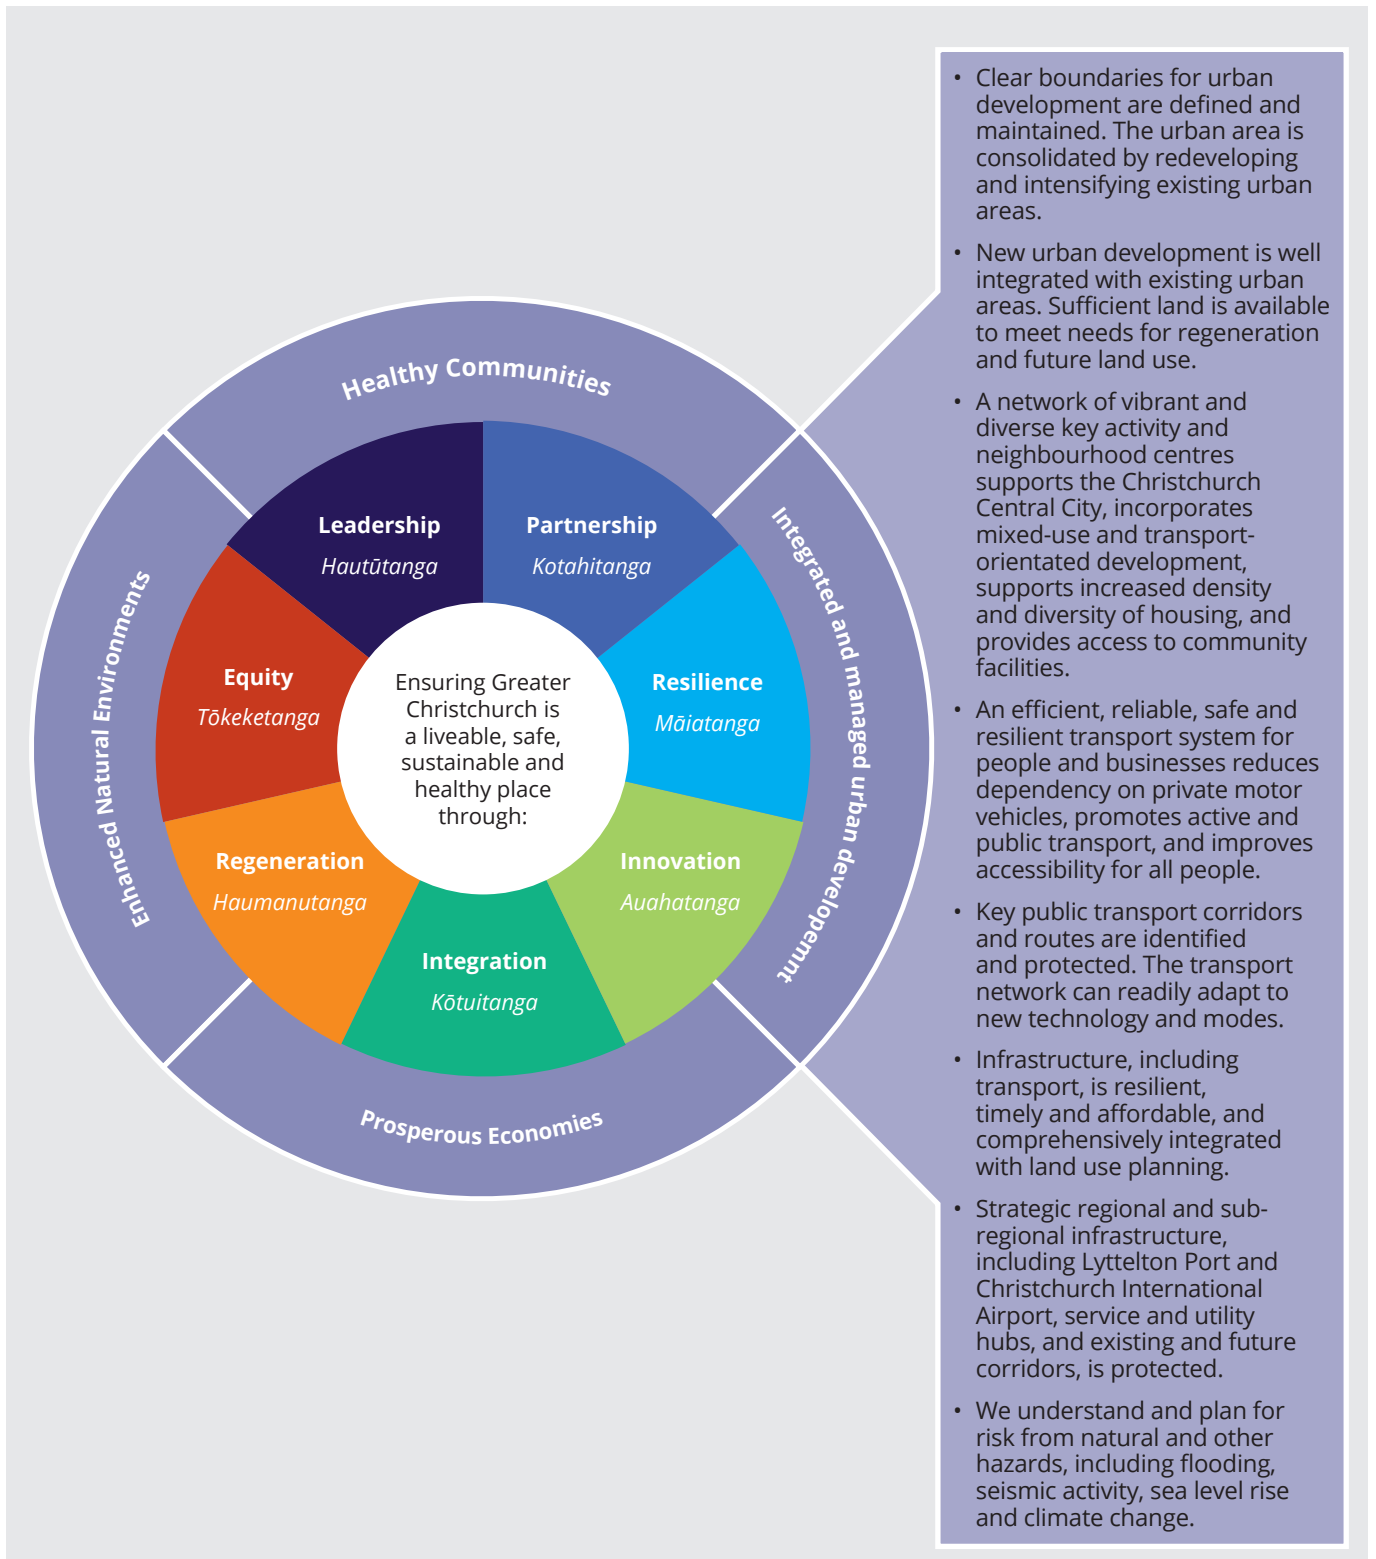 Healthy Communities
Leadership
Hautūtanga
Partnership
Kotahitanga
Equity
Tōkeketanga
Resilience
Māiatanga
Regeneration
Haumanutanga
Innovation
Auahatanga
Integration
Kōtuitanga
Ensuring Greater
Christchurch is
a liveable, safe,
sustainable and
healthy place
through:
Enhanced Natural Environments
Integrated and managed urban developemnt
Prosperous Economies
• Clear boundaries for urban
development are defined and
maintained. The urban area is
consolidated by redeveloping
and intensifying existing urban
areas.
• New urban development is well
integrated with existing urban
areas. Sufficient land is available
to meet needs for regeneration
and future land use.
• A network of vibrant and
diverse key activity and
neighbourhood centres
supports the Christchurch
Central City, incorporates
mixed-use and transport-
orientated development,
supports increased density
and diversity of housing, and
provides access to community
facilities.
• An efficient, reliable, safe and
resilient transport system for
people and businesses reduces
dependency on private motor
vehicles, promotes active and
public transport, and improves
accessibility for all people.
• Key public transport corridors
and routes are identified
and protected. The transport
network can readily adapt to
new technology and modes.
• Infrastructure, including
transport, is resilient,
timely and affordable, and
comprehensively integrated
with land use planning.
• Strategic regional and sub-
regional infrastructure,
including Lyttelton Port and
Christchurch International
Airport, service and utility
hubs, and existing and future
corridors, is protected.
• We understand and plan for
risk from natural and other
hazards, including flooding,
seismic activity, sea level rise
and climate change.